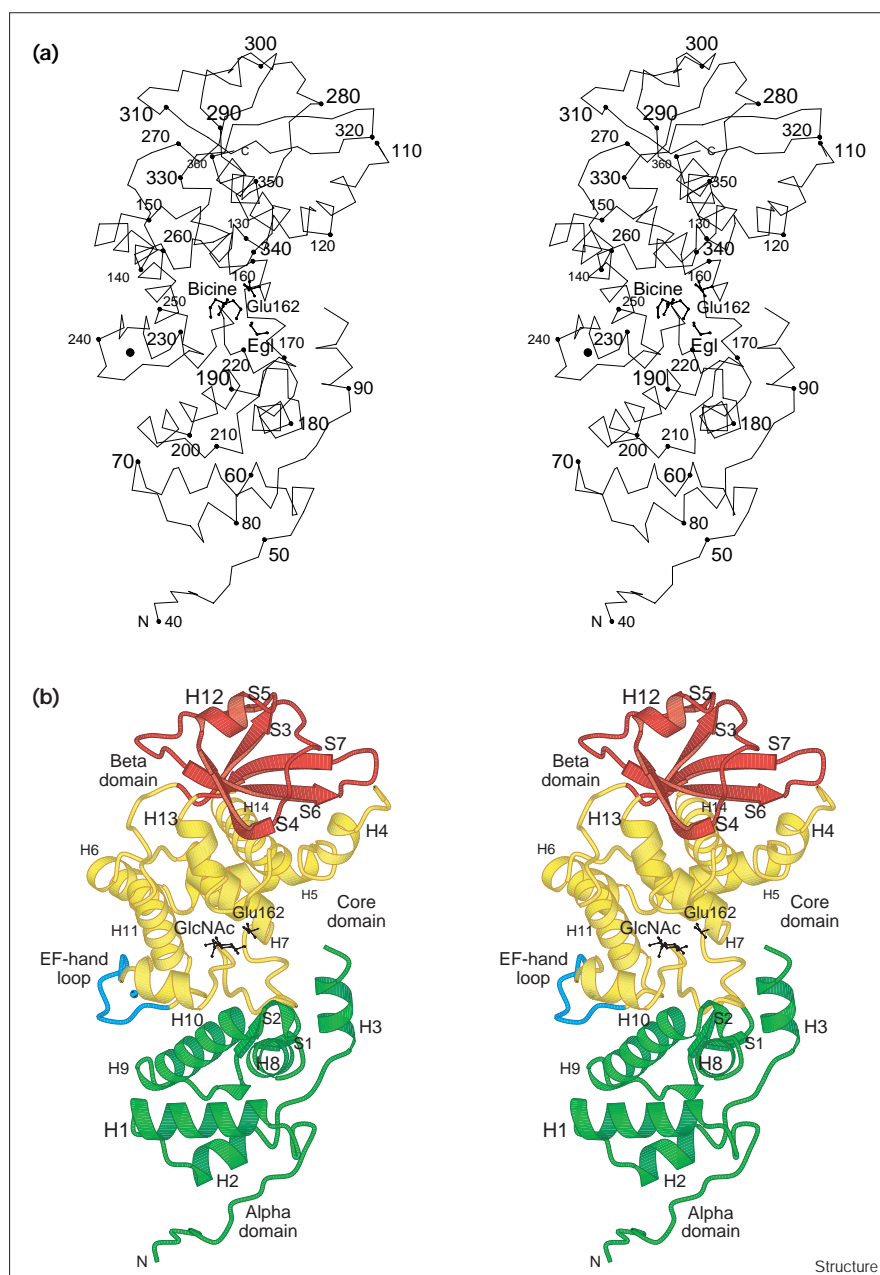 (a)
300 300
310 290 280 310 290 280
270 320 110 270 320 110
360 C 360 C
330 350 330 350
150 130 120 150 130 120
260 340 260 340
140 160 140 160
Bicine Glu162 Bicine Glu162
250 250
240 230 Egl 170 240 230 Egl 170
220 220
190 90 190 90
180 180
200 210 200 210
70 60 70 60
80 80
50 50
N 40 N 40
(b)
H12 S5 H12 S5
S3 S7 S3 S7
Beta domain Beta domain
S6 S6
H14 H14
H13 S4 H4 H13 S4 H4
H6 H5 H6 H5
Core domain Core domain
H11 GlcNAc Glu162 H11 GlcNAc Glu162
H7 H7
EF-hand loop EF-hand loop
H10 S2 H3 H10 S2 H3
S1 S1
H9 H8 H9 H8
H1 H1
H2 H2
Alpha domain Alpha domain
N N
Structure